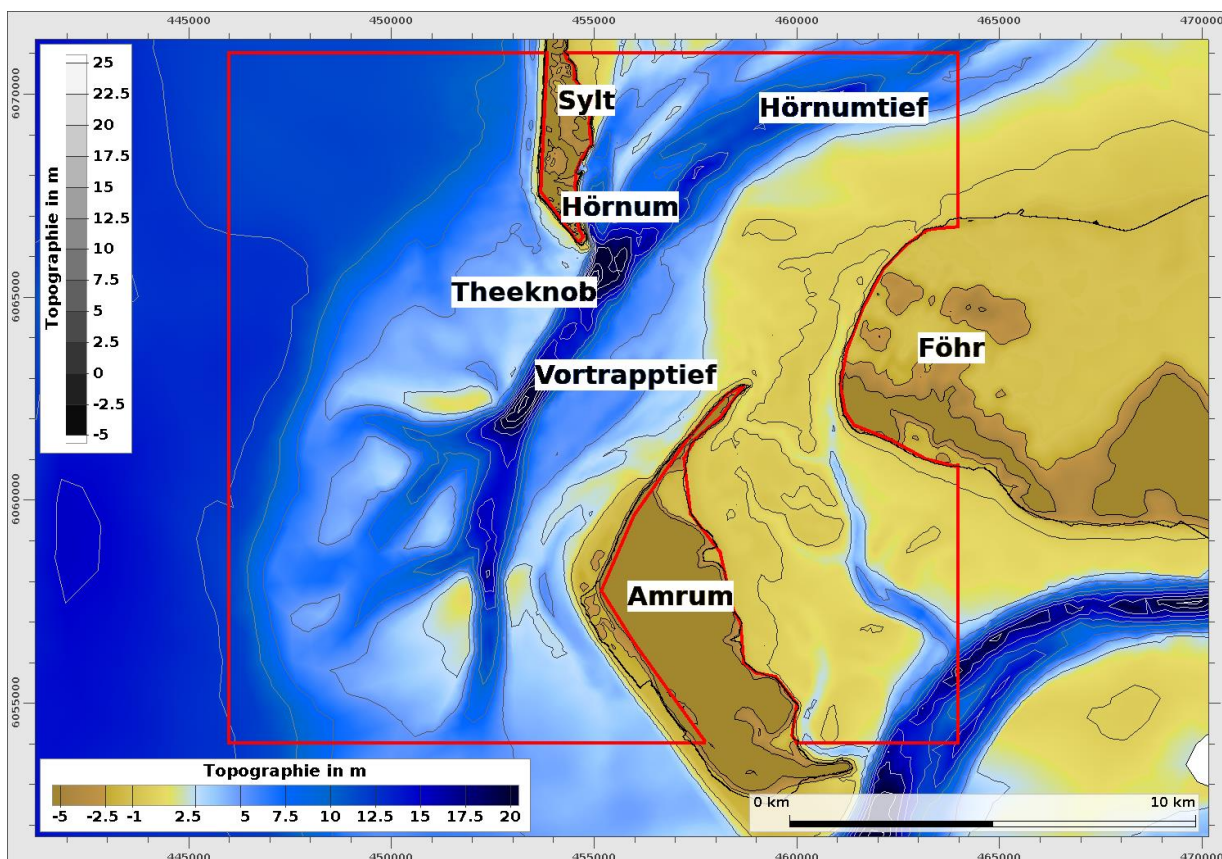 445000 450000 455000 460000 465000 470000
6070000
6065000
6060000
6055000
Topographie in m
25
22.5
20
17.5
15
12.5
10
7.5
5
2.5
0
-2.5
-5
Sylt
Hörnumtief
Hörnum
Theeknob
Föhr
Vortrapptief
Amrum
Topographie in m
-5 -2.5 -1 2.5 5 7.5 10 12.5 15 17.5 20
0 km 10 km
445000 450000 455000 460000 465000 470000